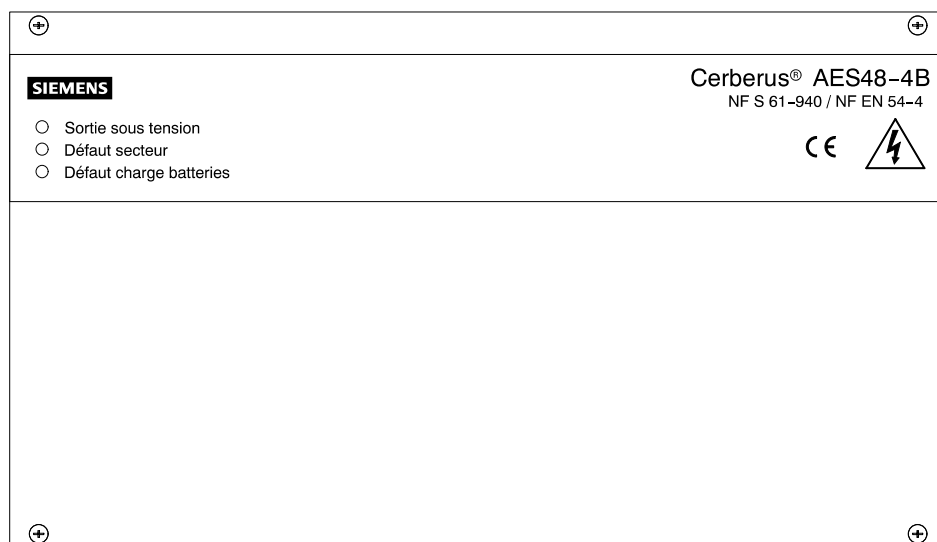 SIEMENS
Cerberus® AES48-4B
NF S 61-940 / NF EN 54-4
Sortie sous tension
Défaut secteur
Défaut charge batteries
CE